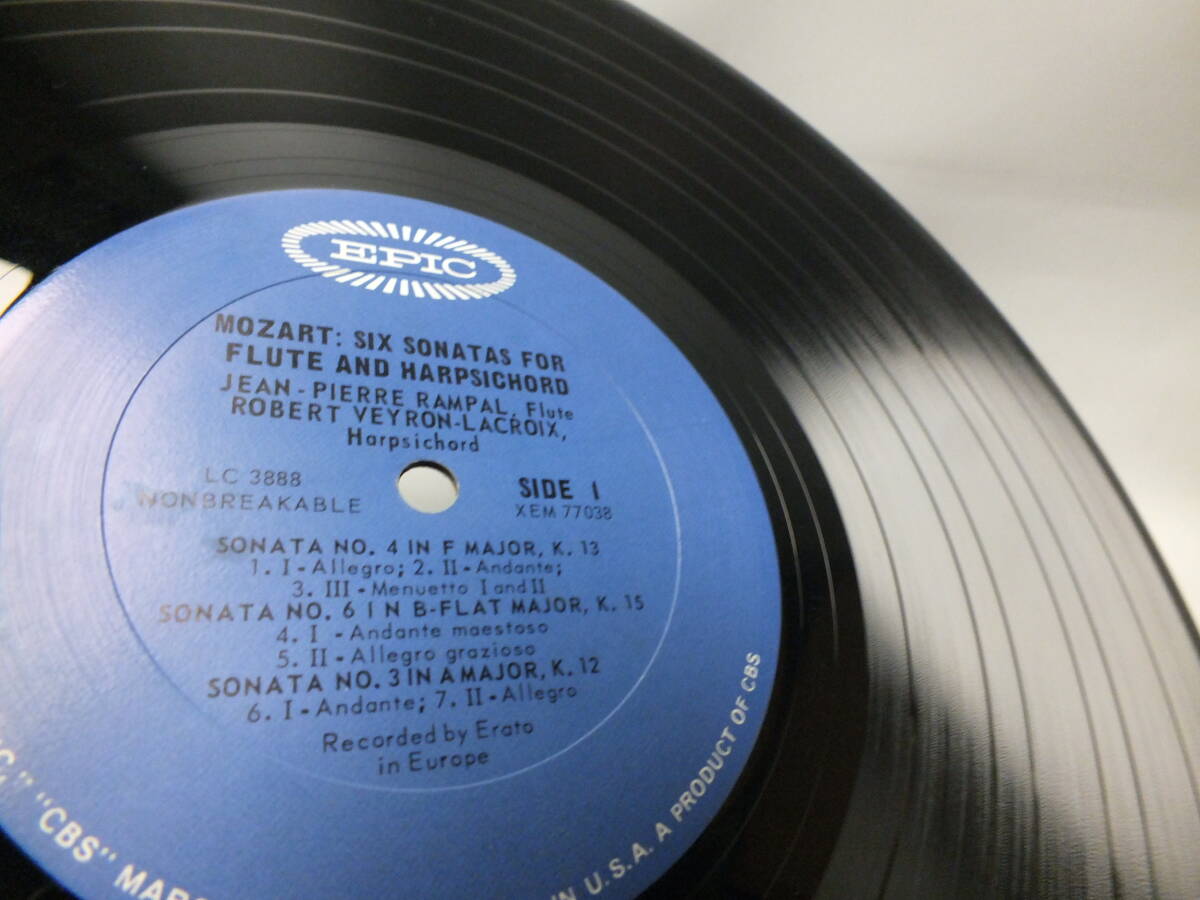 EPIC
MOZART: SIX SONATAS FOR
FLUTE AND HARPSICHORD
JEAN-PIERRE RAMPAL, Flute
ROBERT VEYRON-LACROIX,
Harpsichord
LC 3888
NONBREAKABLE
SIDE 1
XEM 77038
SONATA NO. 4 IN F MAJOR, K. 13
1. I-Allegro; 2. II-Andante;
3. III-Menuetto I and II
SONATA NO. 6 IN B-FLAT MAJOR, K. 15
4. I-Andante maestoso
5. II-Allegro grazioso
SONATA NO. 3 IN A MAJOR, K. 12
6. I-Andante; 7. II-Allegro
Recorded by Erato
in Europe
"CBS" MARC
IN U.S.A. A PRODUCT OF CBS